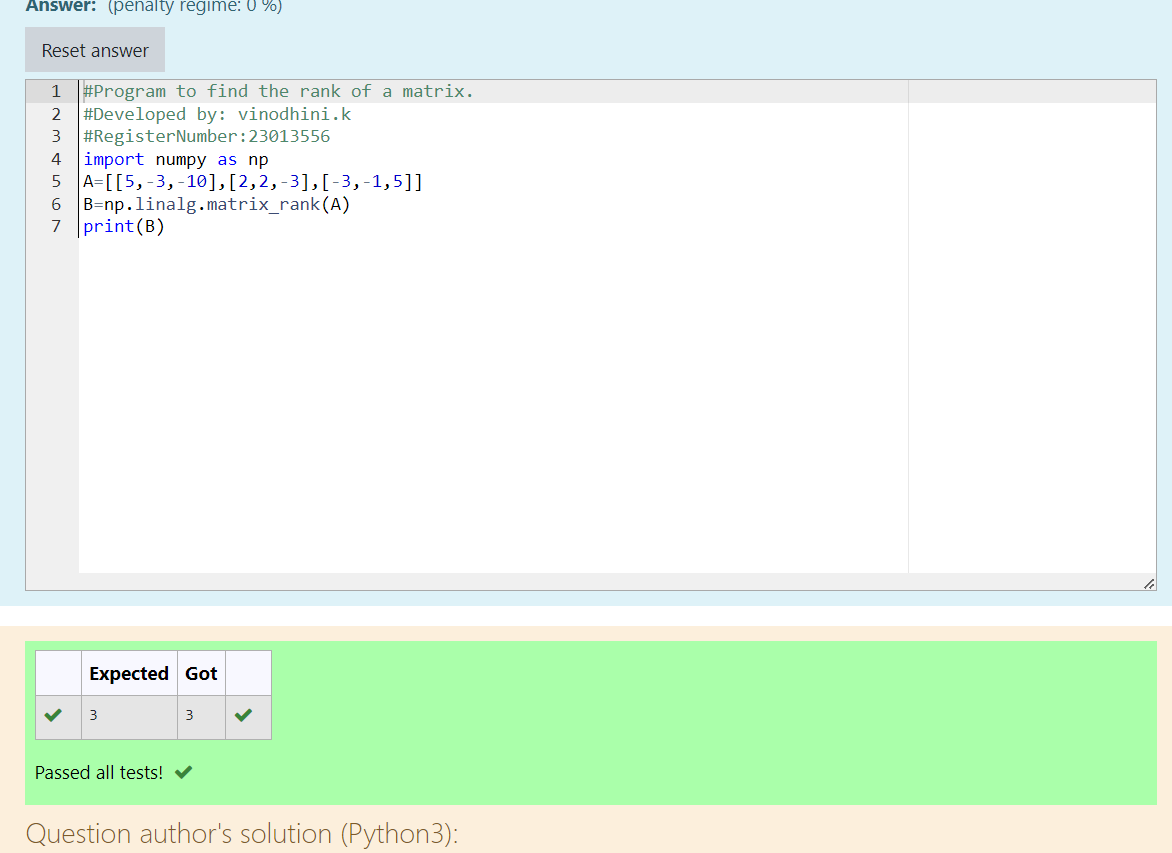 Answer: (penalty regime: 0 %)
Reset answer
1 #Program to find the rank of a matrix.
2 #Developed by: vinodhini.k
3 #RegisterNumber:23013556
4 import numpy as np
5 A=[[5,-3,-10],[2,2,-3],[-3,-1,5]]
6 B=np.linalg.matrix_rank(A)
7 print(B)
Expected Got
3 3
Passed all tests!
Question author's solution (Python3):